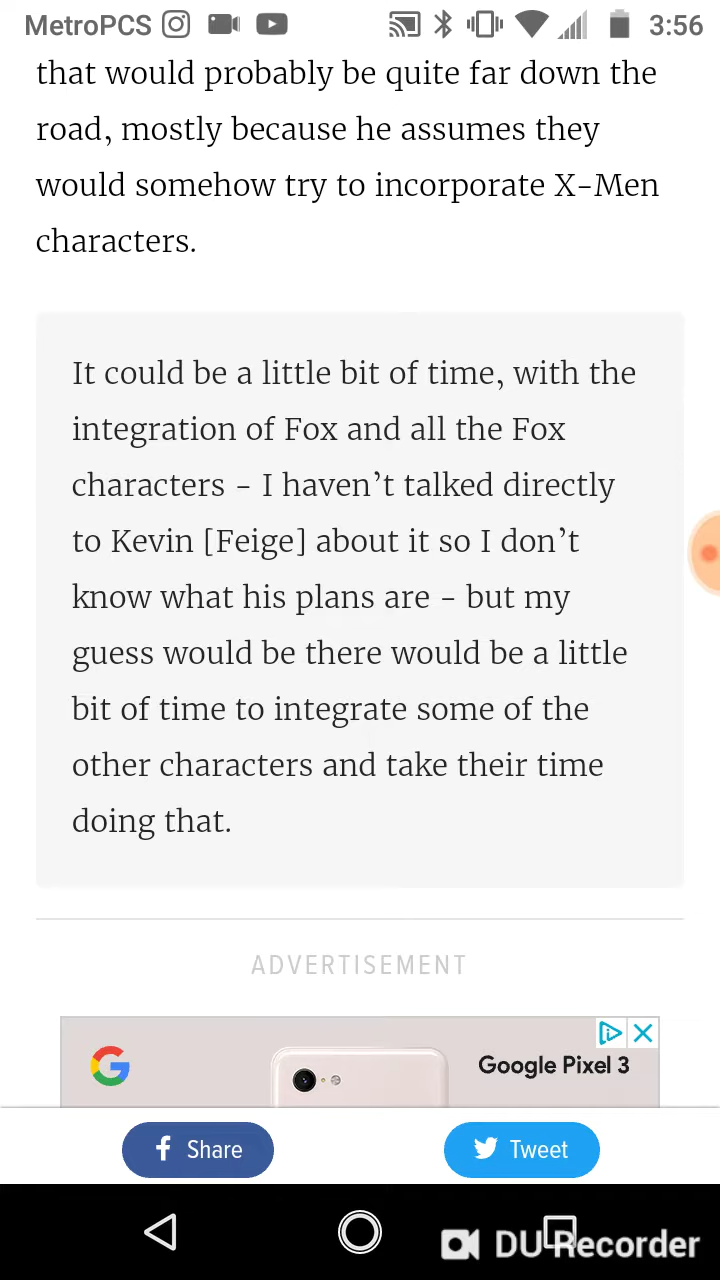 MetroPCS 3:56
that would probably be quite far down the
road, mostly because he assumes they
would somehow try to incorporate X-Men
characters.
It could be a little bit of time, with the
integration of Fox and all the Fox
characters - I haven’t talked directly
to Kevin [Feige] about it so I don’t
know what his plans are - but my
guess would be there would be a little
bit of time to integrate some of the
other characters and take their time
doing that.
ADVERTISEMENT
Google Pixel 3
Share Tweet
DU Recorder